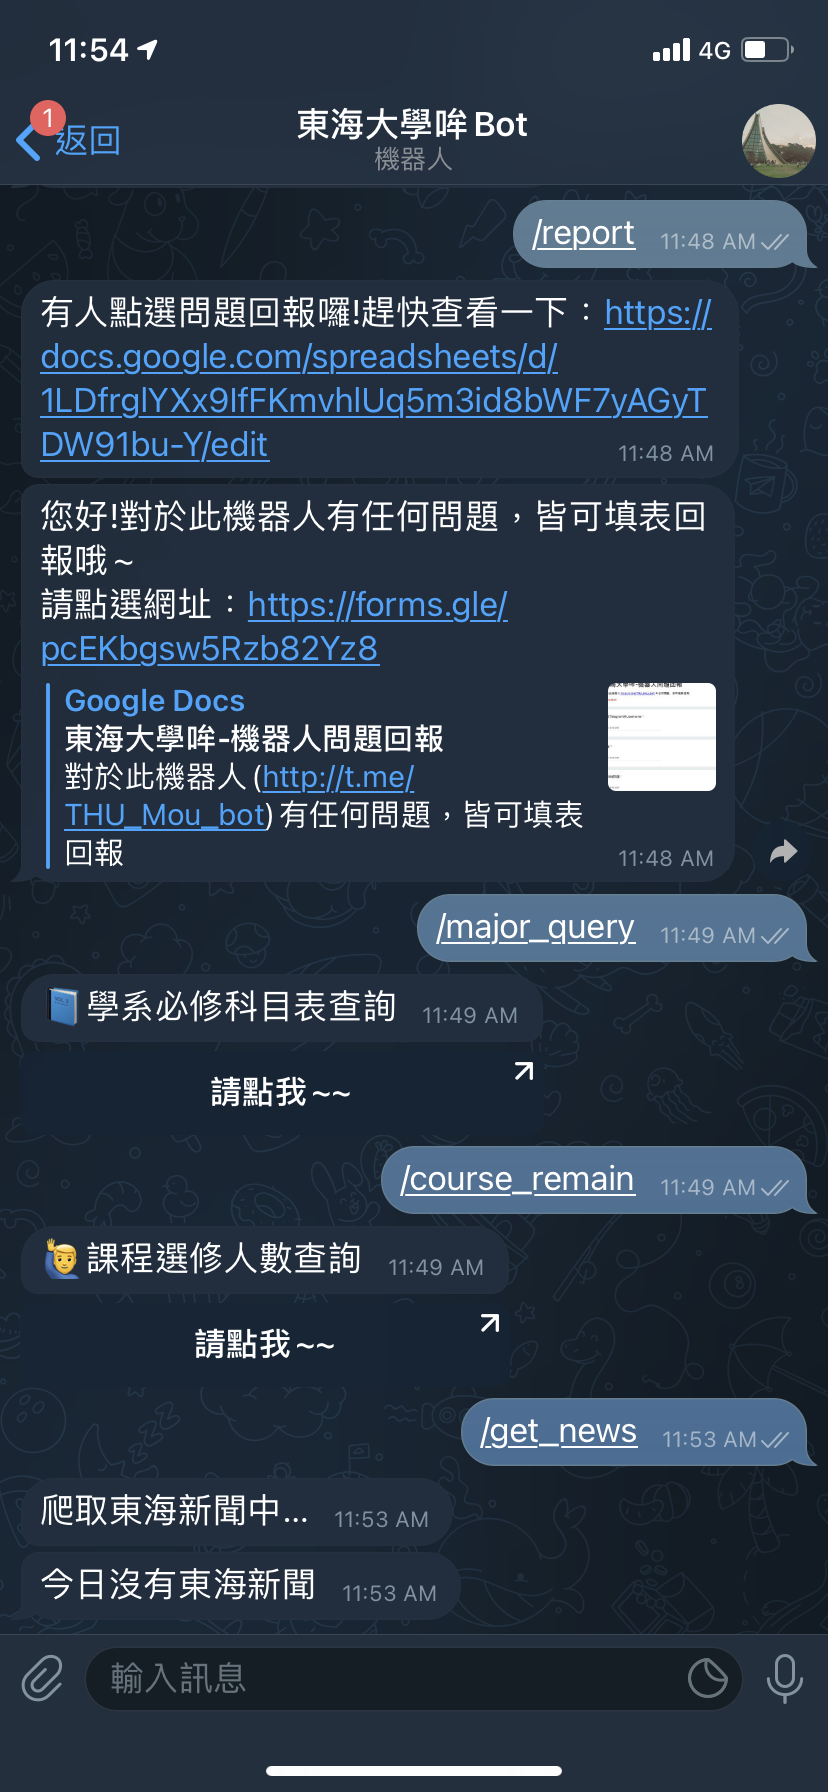 11:54
4G
1
返回
東海大學哞 Bot
機器人
/report 11:48 AM
有人點選問題回報囉!趕快查看一下：https://
docs.google.com/spreadsheets/d/
1LDfrglYXx9IfFKmvhlUq5m3id8bWF7yAGyT
DW91bu-Y/edit 11:48 AM
您好!對於此機器人有任何問題，皆可填表回
報哦~
請點選網址：https://forms.gle/
pcEKbgsw5Rzb82Yz8
Google Docs
東海大學哞-機器人問題回報
對於此機器人 (http://t.me/
THU_Mou_bot) 有任何問題，皆可填表
回報 11:48 AM
/major_query 11:49 AM
📘學系必修科目表查詢 11:49 AM
請點我~~
/course_remain 11:49 AM
🙋‍♂️課程選修人數查詢 11:49 AM
請點我~~
/get_news 11:53 AM
爬取東海新聞中... 11:53 AM
今日沒有東海新聞 11:53 AM
輸入訊息